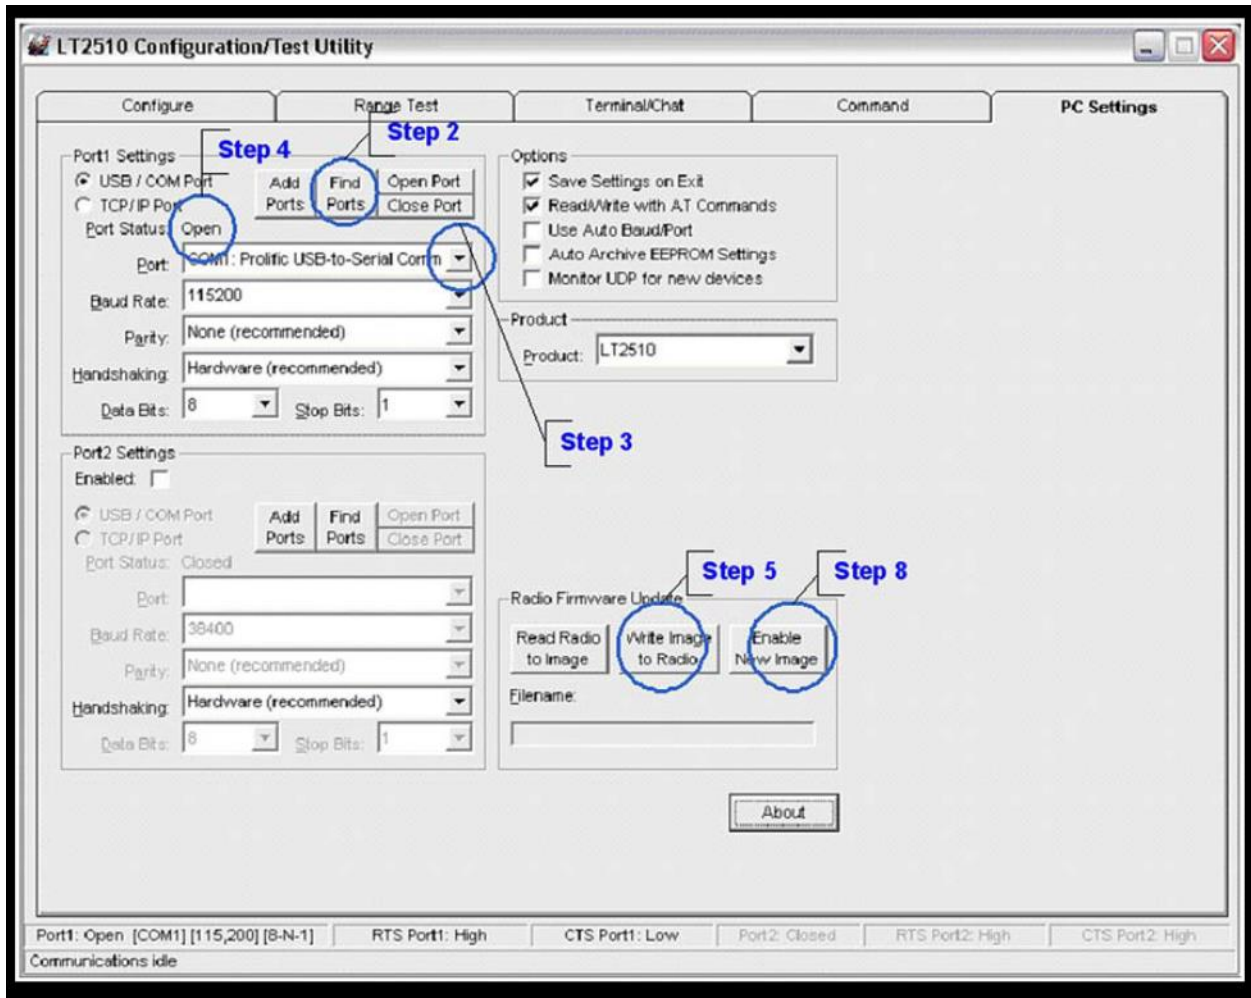 LT2510 Configuration/Test Utility
Configure Range Test Terminal/Chat Command PC Settings
Step 2
Step 4
Port1 Settings
USB / COM Port
TCP/IP Port
Add Ports
Find Ports
Open Port
Close Port
Port Status: Open
Port: COM1: Prolific USB-to-Serial Comm
Baud Rate: 115200
Parity: None (recommended)
Handshaking: Hardware (recommended)
Data Bits: 8 Stop Bits: 1
Options
Save Settings on Exit
Read/Write with AT Commands
Use Auto Baud/Port
Auto Archive EEPROM Settings
Monitor UDP for new devices
Product
Product: LT2510
Step 3
Port2 Settings
Enabled:
USB / COM Port
TCP/IP Port
Add Ports
Find Ports
Open Port
Close Port
Port Status: Closed
Port:
Baud Rate: 38400
Parity: None (recommended)
Handshaking: Hardware (recommended)
Data Bits: 8 Stop Bits: 1
Step 5 Step 8
Radio Firmware Update
Read Radio to Image
Write Image to Radio
Enable New Image
Filename:
About
Port1: Open [COM1] [115,200] [8-N-1] RTS Port1: High CTS Port1: Low Port2: Closed RTS Port2: High CTS Port2: High
Communications idle